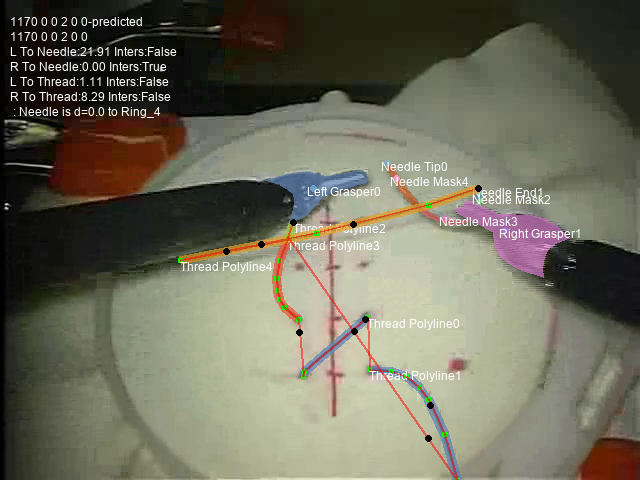 1170 0 0 2 0 0-predicted
1170 0 0 2 0 0
L To Needle:21.91 Inters:False
R To Needle:0.00 Inters:True
L To Thread:1.11 Inters:False
R To Thread:8.29 Inters:False
: Needle is d=0.0 to Ring_4
Needle Tip0
Needle Mask4
Left Grasper0
Needle End1
Needle Mask2
Needle Mask3
Thread Polyline2
Right Grasper1
Thread Polyline3
Thread Polyline4
Thread Polyline0
Thread Polyline1